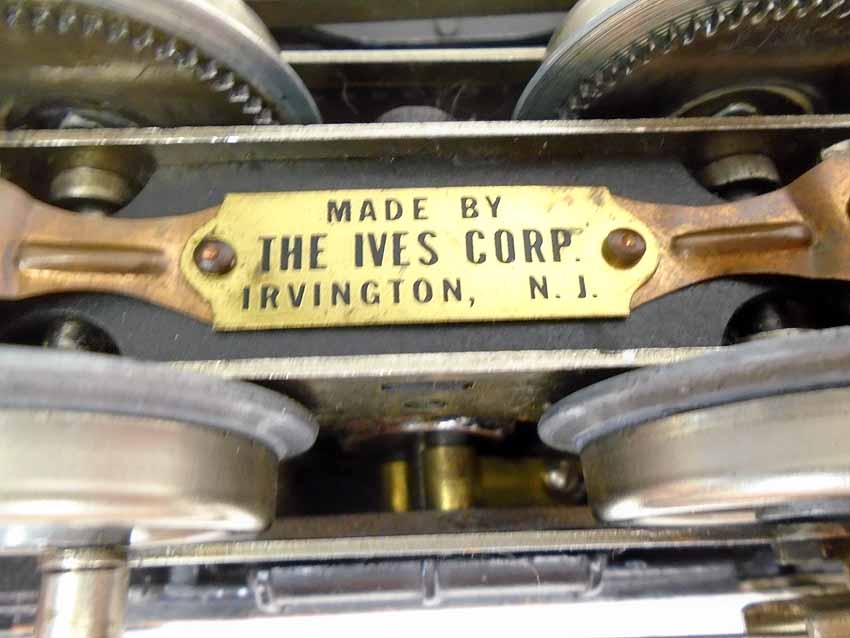 MADE BY
THE IVES CORP.
IRVINGTON, N. J.